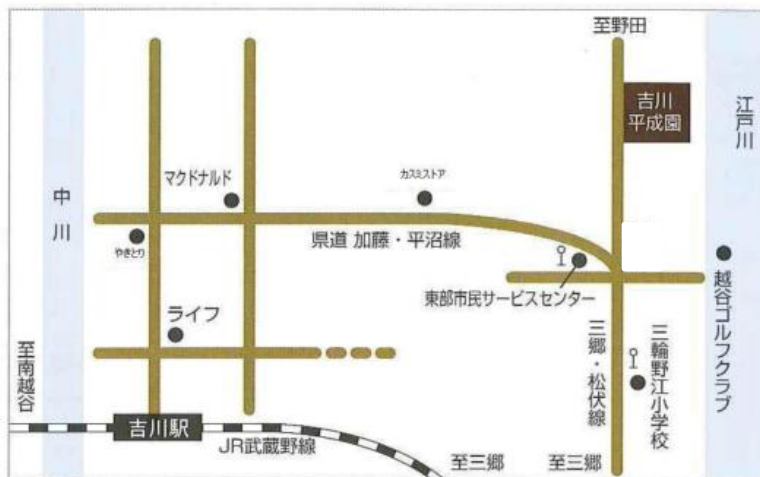 至野田
吉川
平成園
江戸川
中川
マクドナルド
カスミストア
やきとり
県道 加藤・平沼線
東部市民サービスセンター
越谷ゴルフクラブ
ライフ
三郷・松伏線
三輪野江小学校
至南越谷
吉川駅
JR武蔵野線
至三郷
至三郷